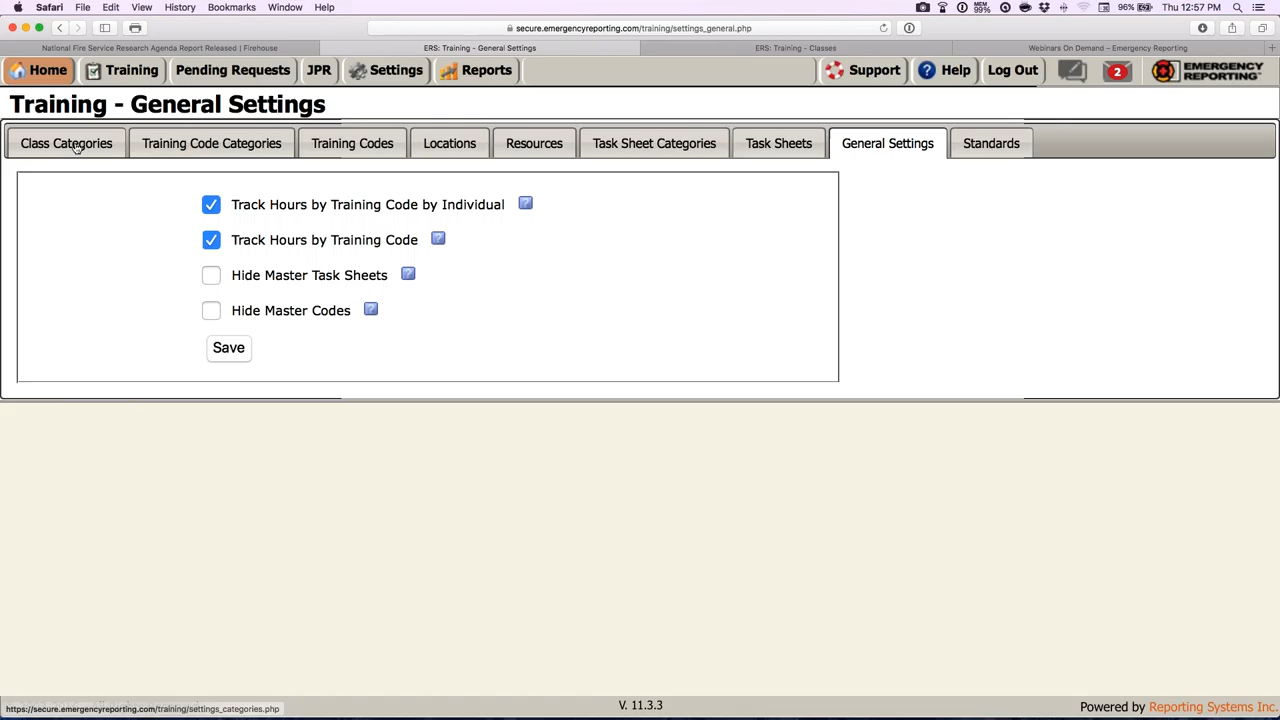 Safari File Edit View History Bookmarks Window Help
96% Thu 12:57 PM
secure.emergencyreporting.com/training/settings_general.php
National Fire Service Research Agenda Report Released | Firehouse
ERS: Training - General Settings
ERS: Training - Classes
Webinars On Demand – Emergency Reporting
Home Training Pending Requests JPR Settings Reports Support Help Log Out 2 EMERGENCY REPORTING
Training - General Settings
Class Categories Training Code Categories Training Codes Locations Resources Task Sheet Categories Task Sheets General Settings Standards
Track Hours by Training Code by Individual ?
Track Hours by Training Code ?
Hide Master Task Sheets ?
Hide Master Codes ?
Save
https://secure.emergencyreporting.com/training/settings_categories.php
V. 11.3.3
Powered by Reporting Systems Inc.